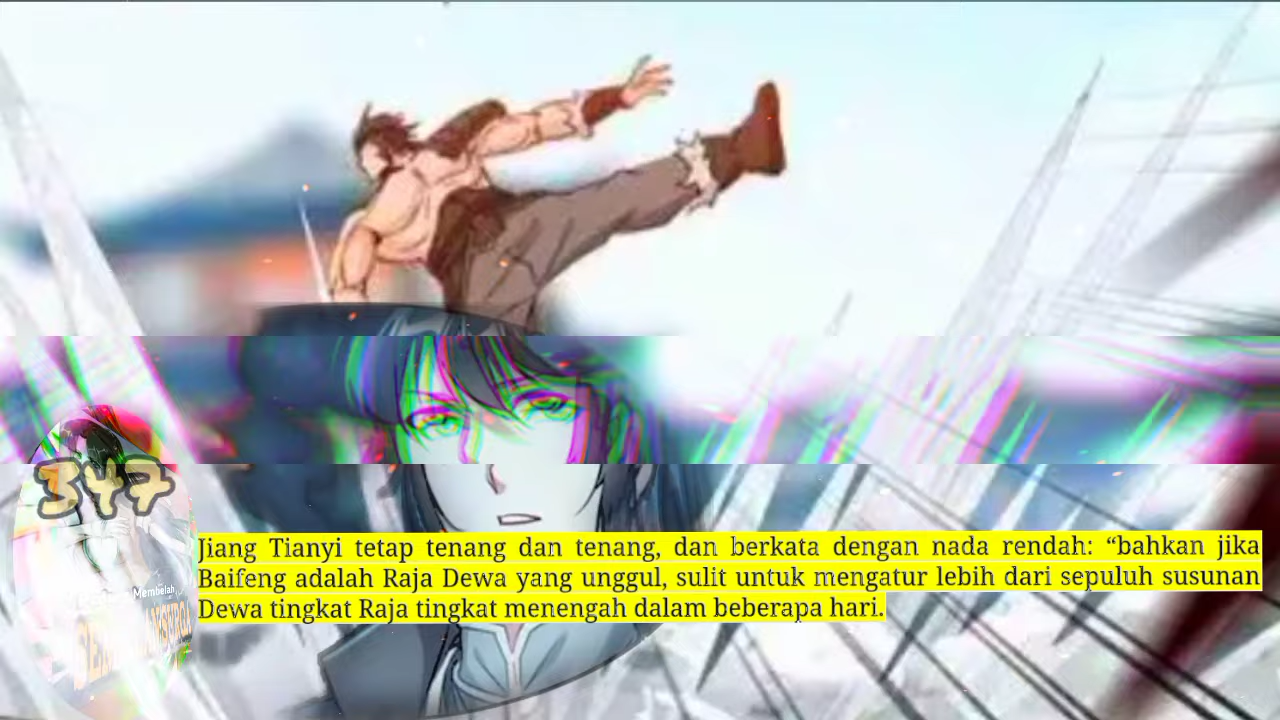 347
Membelah
Jiang Tianyi tetap tenang dan tenang, dan berkata dengan nada rendah: “bahkan jika
Baifeng adalah Raja Dewa yang unggul, sulit untuk mengatur lebih dari sepuluh susunan
Dewa tingkat Raja tingkat menengah dalam beberapa hari.